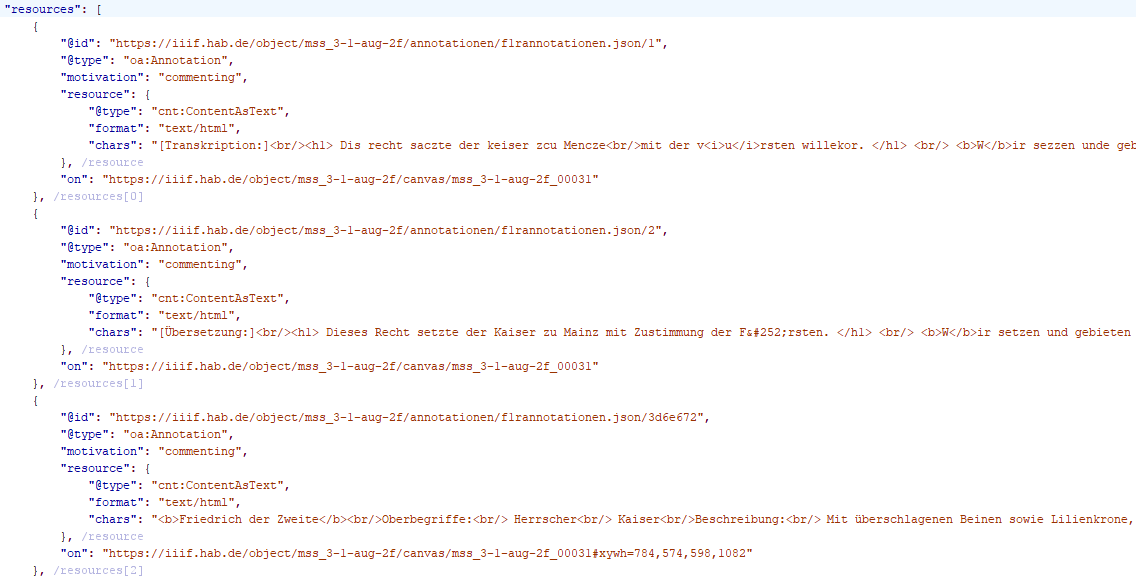 "resources": [
{
"@id": "https://iiif.hab.de/object/mss_3-1-aug-2f/annotationen/f1rannotationen.json/1",
"@type": "oa:Annotation",
"motivation": "commenting",
"resource": {
"@type": "cnt:ContentAsText",
"format": "text/html",
"chars": "[Transkription:]<br/><h1> Dis recht saczte der keiser zcu Mencze<br/>mit der v<i>u</i>rsten willekor. </h1> <br/> <b>W</b>ir sezzen unde geb
}, /resource
"on": "https://iiif.hab.de/object/mss_3-1-aug-2f/canvas/mss_3-1-aug-2f_00031"
}, /resources[0]
{
"@id": "https://iiif.hab.de/object/mss_3-1-aug-2f/annotationen/f1rannotationen.json/2",
"@type": "oa:Annotation",
"motivation": "commenting",
"resource": {
"@type": "cnt:ContentAsText",
"format": "text/html",
"chars": "[Übersetzung:]<br/><h1> Dieses Recht setzte der Kaiser zu Mainz mit Zustimmung der F&#252;rsten. </h1> <br/> <b>W</b>ir setzen und gebieten
}, /resource
"on": "https://iiif.hab.de/object/mss_3-1-aug-2f/canvas/mss_3-1-aug-2f_00031"
}, /resources[1]
{
"@id": "https://iiif.hab.de/object/mss_3-1-aug-2f/annotationen/f1rannotationen.json/3d6e672",
"@type": "oa:Annotation",
"motivation": "commenting",
"resource": {
"@type": "cnt:ContentAsText",
"format": "text/html",
"chars": "<b>Friedrich der Zweite</b><br/>Oberbegriffe:<br/> Herrscher<br/> Kaiser<br/>Beschreibung:<br/> Mit überschlagenen Beinen sowie Lilienkrone,
}, /resource
"on": "https://iiif.hab.de/object/mss_3-1-aug-2f/canvas/mss_3-1-aug-2f_00031#xywh=784,574,598,1082"
}, /resources[2]